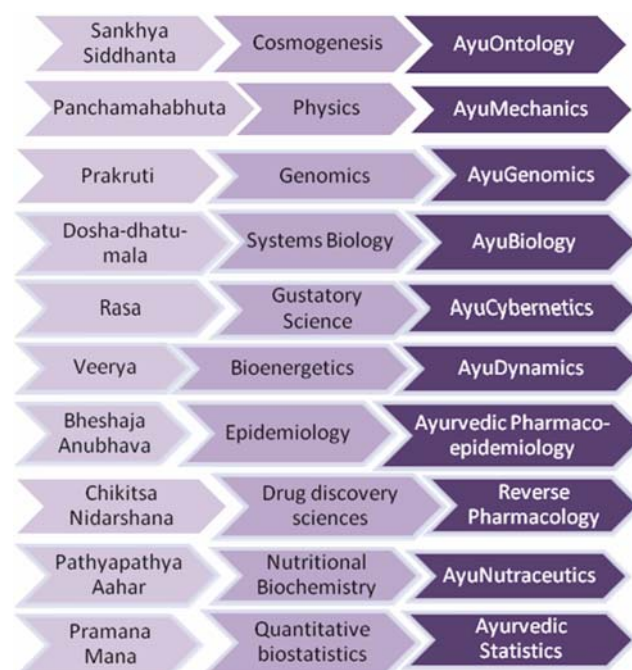 Sankhya
Siddhanta
Cosmogenesis
AyuOntology
Panchamahabhuta
Physics
AyuMechanics
Prakruti
Genomics
AyuGenomics
Dosha-dhatu-
mala
Systems Biology
AyuBiology
Rasa
Gustatory
Science
AyuCybernetics
Veerya
Bioenergetics
AyuDynamics
Bheshaja
Anubhava
Epidemiology
Ayurvedic Pharmaco-
epidemiology
Chikitsa
Nidarshana
Drug discovery
sciences
Reverse
Pharmacology
Pathyapathya
Aahar
Nutritional
Biochemistry
AyuNutraceutics
Pramana
Mana
Quantitative
biostatistics
Ayurvedic
Statistics